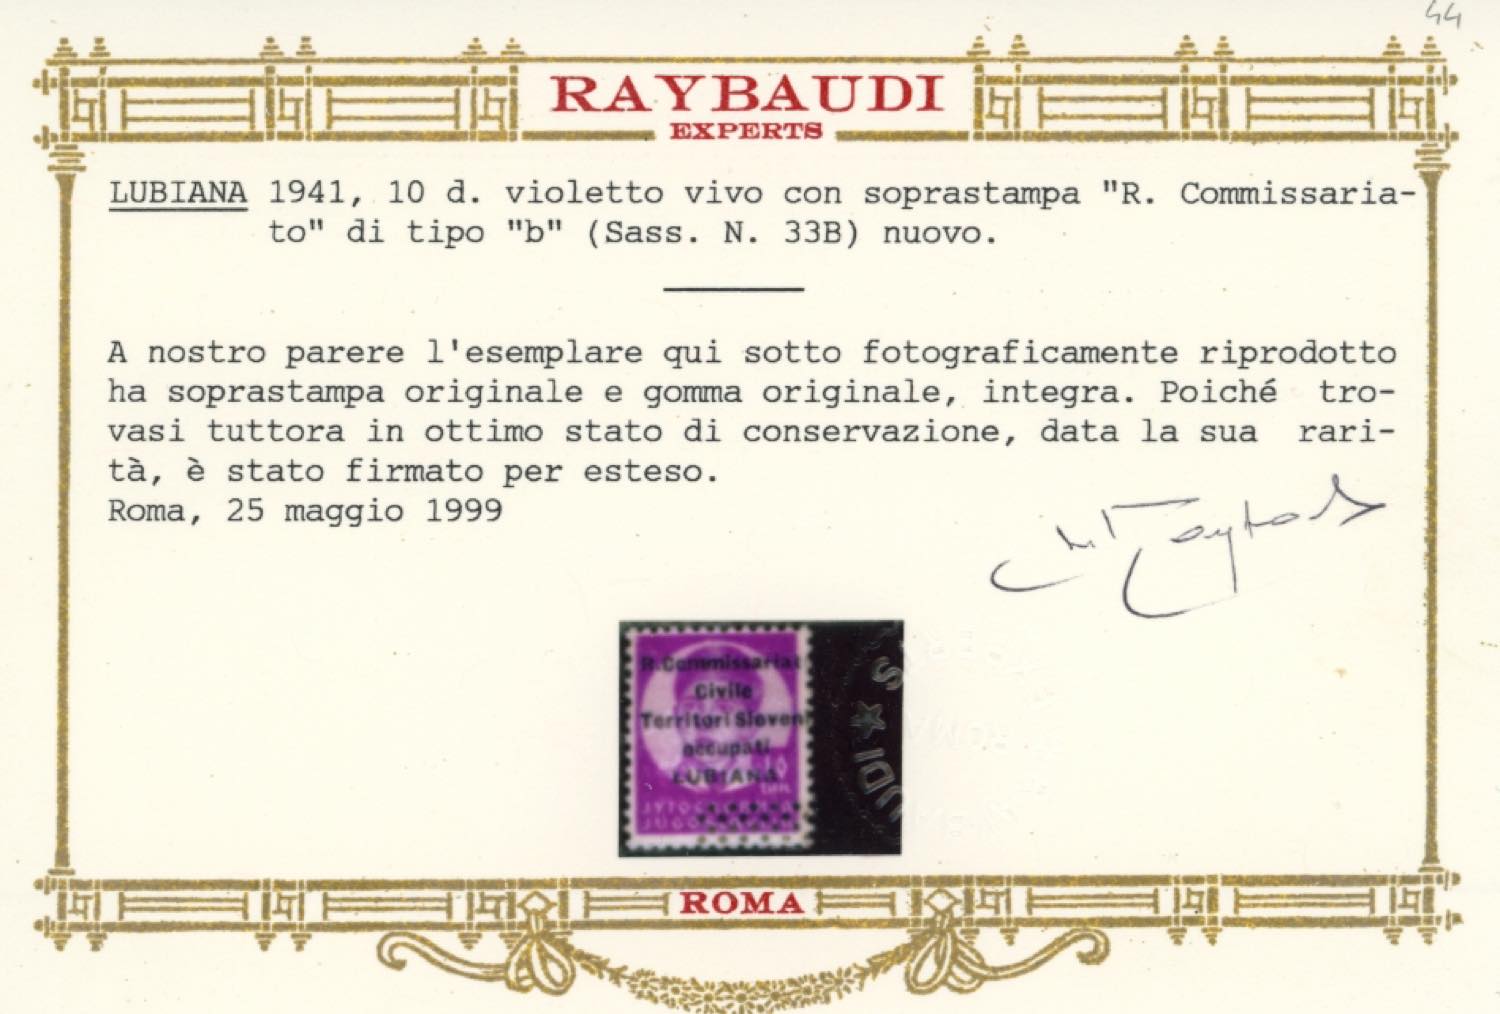 44
RAYBAUDI
EXPERTS
LUBIANA 1941, 10 d. violetto vivo con soprastampa "R. Commissaria-
to" di tipo "b" (Sass. N. 33B) nuovo.
A nostro parere l'esemplare qui sotto fotograficamente riprodotto
ha soprastampa originale e gomma originale, integra. Poiché tro-
vasi tuttora in ottimo stato di conservazione, data la sua rari-
tà, è stato firmato per esteso.
Roma, 25 maggio 1999
R.Commissariat
Civile
Territori Sloven
occupati
LUBIANA
10
ROMA